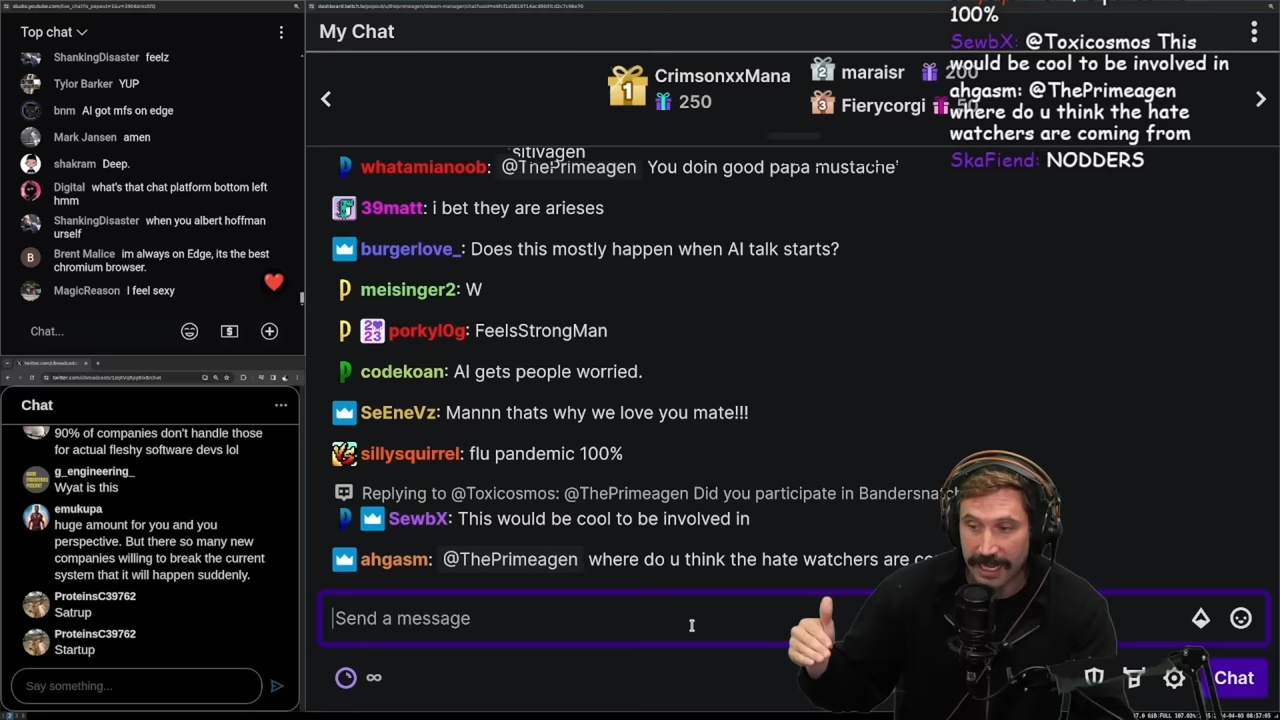 Top chat
ShankingDisaster feelz
Tylor Barker YUP
bnm AI got mfs on edge
Mark Jansen amen
shakram Deep.
Digital what's that chat platform bottom left
hmm
ShankingDisaster when you albert hoffman
urself
B Brent Malice im always on Edge, its the best
chromium browser.
MagicReason I feel sexy
Chat...
Chat
90% of companies don't handle those
for actual fleshy software devs lol
g_engineering_
Wyat is this
emukupa
huge amount for you and you
perspective. But there so many new
companies willing to break the current
system that it will happen suddenly.
ProteinsC39762
Satrup
ProteinsC39762
Startup
Say something...
My Chat
1 CrimsonxxMana
250
2 maraisr 200
3 Fierycorgi
whatamianoob: @ThePrimeagen You doin good papa mustache'
39matt: i bet they are arieses
burgerlove_: Does this mostly happen when AI talk starts?
meisinger2: W
porkyl0g: FeelsStrongMan
codekoan: AI gets people worried.
SeEneVz: Mannn thats why we love you mate!!!
sillysquirrel: flu pandemic 100%
Replying to @Toxicosmos: @ThePrimeagen Did you participate in
SewbX: This would be cool to be involved in
ahgasm: @ThePrimeagen where do u think the hate watchers are
Send a message
Chat
100%
SewbX: @Toxicosmos This
would be cool to be involved in
ahgasm: @ThePrimeagen
where do u think the hate
watchers are coming from
SkaFiend: NODDERS